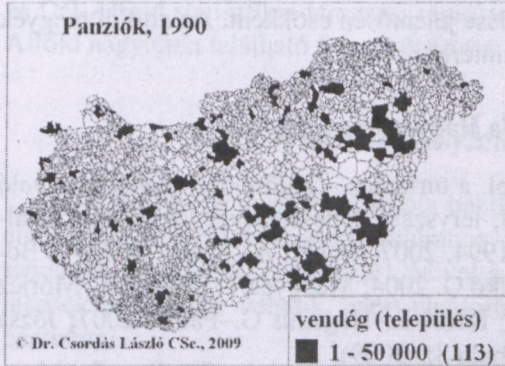 Panziók, 1990
© Dr. Csordás László CSc., 2009
vendég (település)
1 - 50 000 (113)